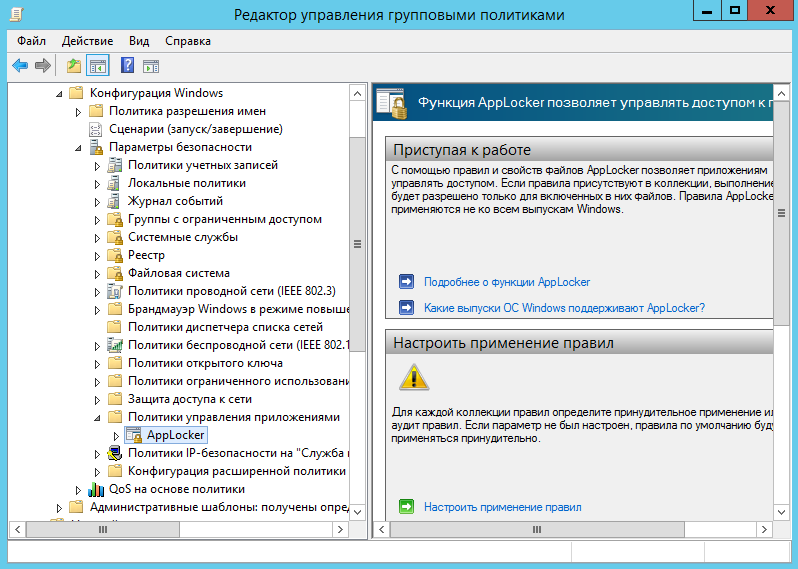 Редактор управления групповыми политиками
Файл Действие Вид Справка
Конфигурация Windows
Политика разрешения имен
Сценарии (запуск/завершение)
Параметры безопасности
Политики учетных записей
Локальные политики
Журнал событий
Группы с ограниченным доступом
Системные службы
Реестр
Файловая система
Политики проводной сети (IEEE 802.3)
Брандмауэр Windows в режиме повыше
Политики диспетчера списка сетей
Политики беспроводной сети (IEEE 802.1
Политики открытого ключа
Политики ограниченного использован
Защита доступа к сети
Политики управления приложениями
AppLocker
Политики IP-безопасности на "Служба
Конфигурация расширенной политики
QoS на основе политики
Административные шаблоны: получены опре
Функция AppLocker позволяет управлять доступом к
Приступая к работе
С помощью правил и свойств файлов AppLocker позволяет приложениям
управлять доступом. Если правила присутствуют в коллекции, выполнение
будет разрешено только для включенных в них файлов. Правила AppLocke
применяются не ко всем выпускам Windows.
Подробнее о функции AppLocker
Какие выпуски ОС Windows поддерживают AppLocker?
Настроить применение правил
Для каждой коллекции правил определите принудительное применение ил
аудит правил. Если параметр не был настроен, правила по умолчанию буд
применяться принудительно.
Настроить применение правил